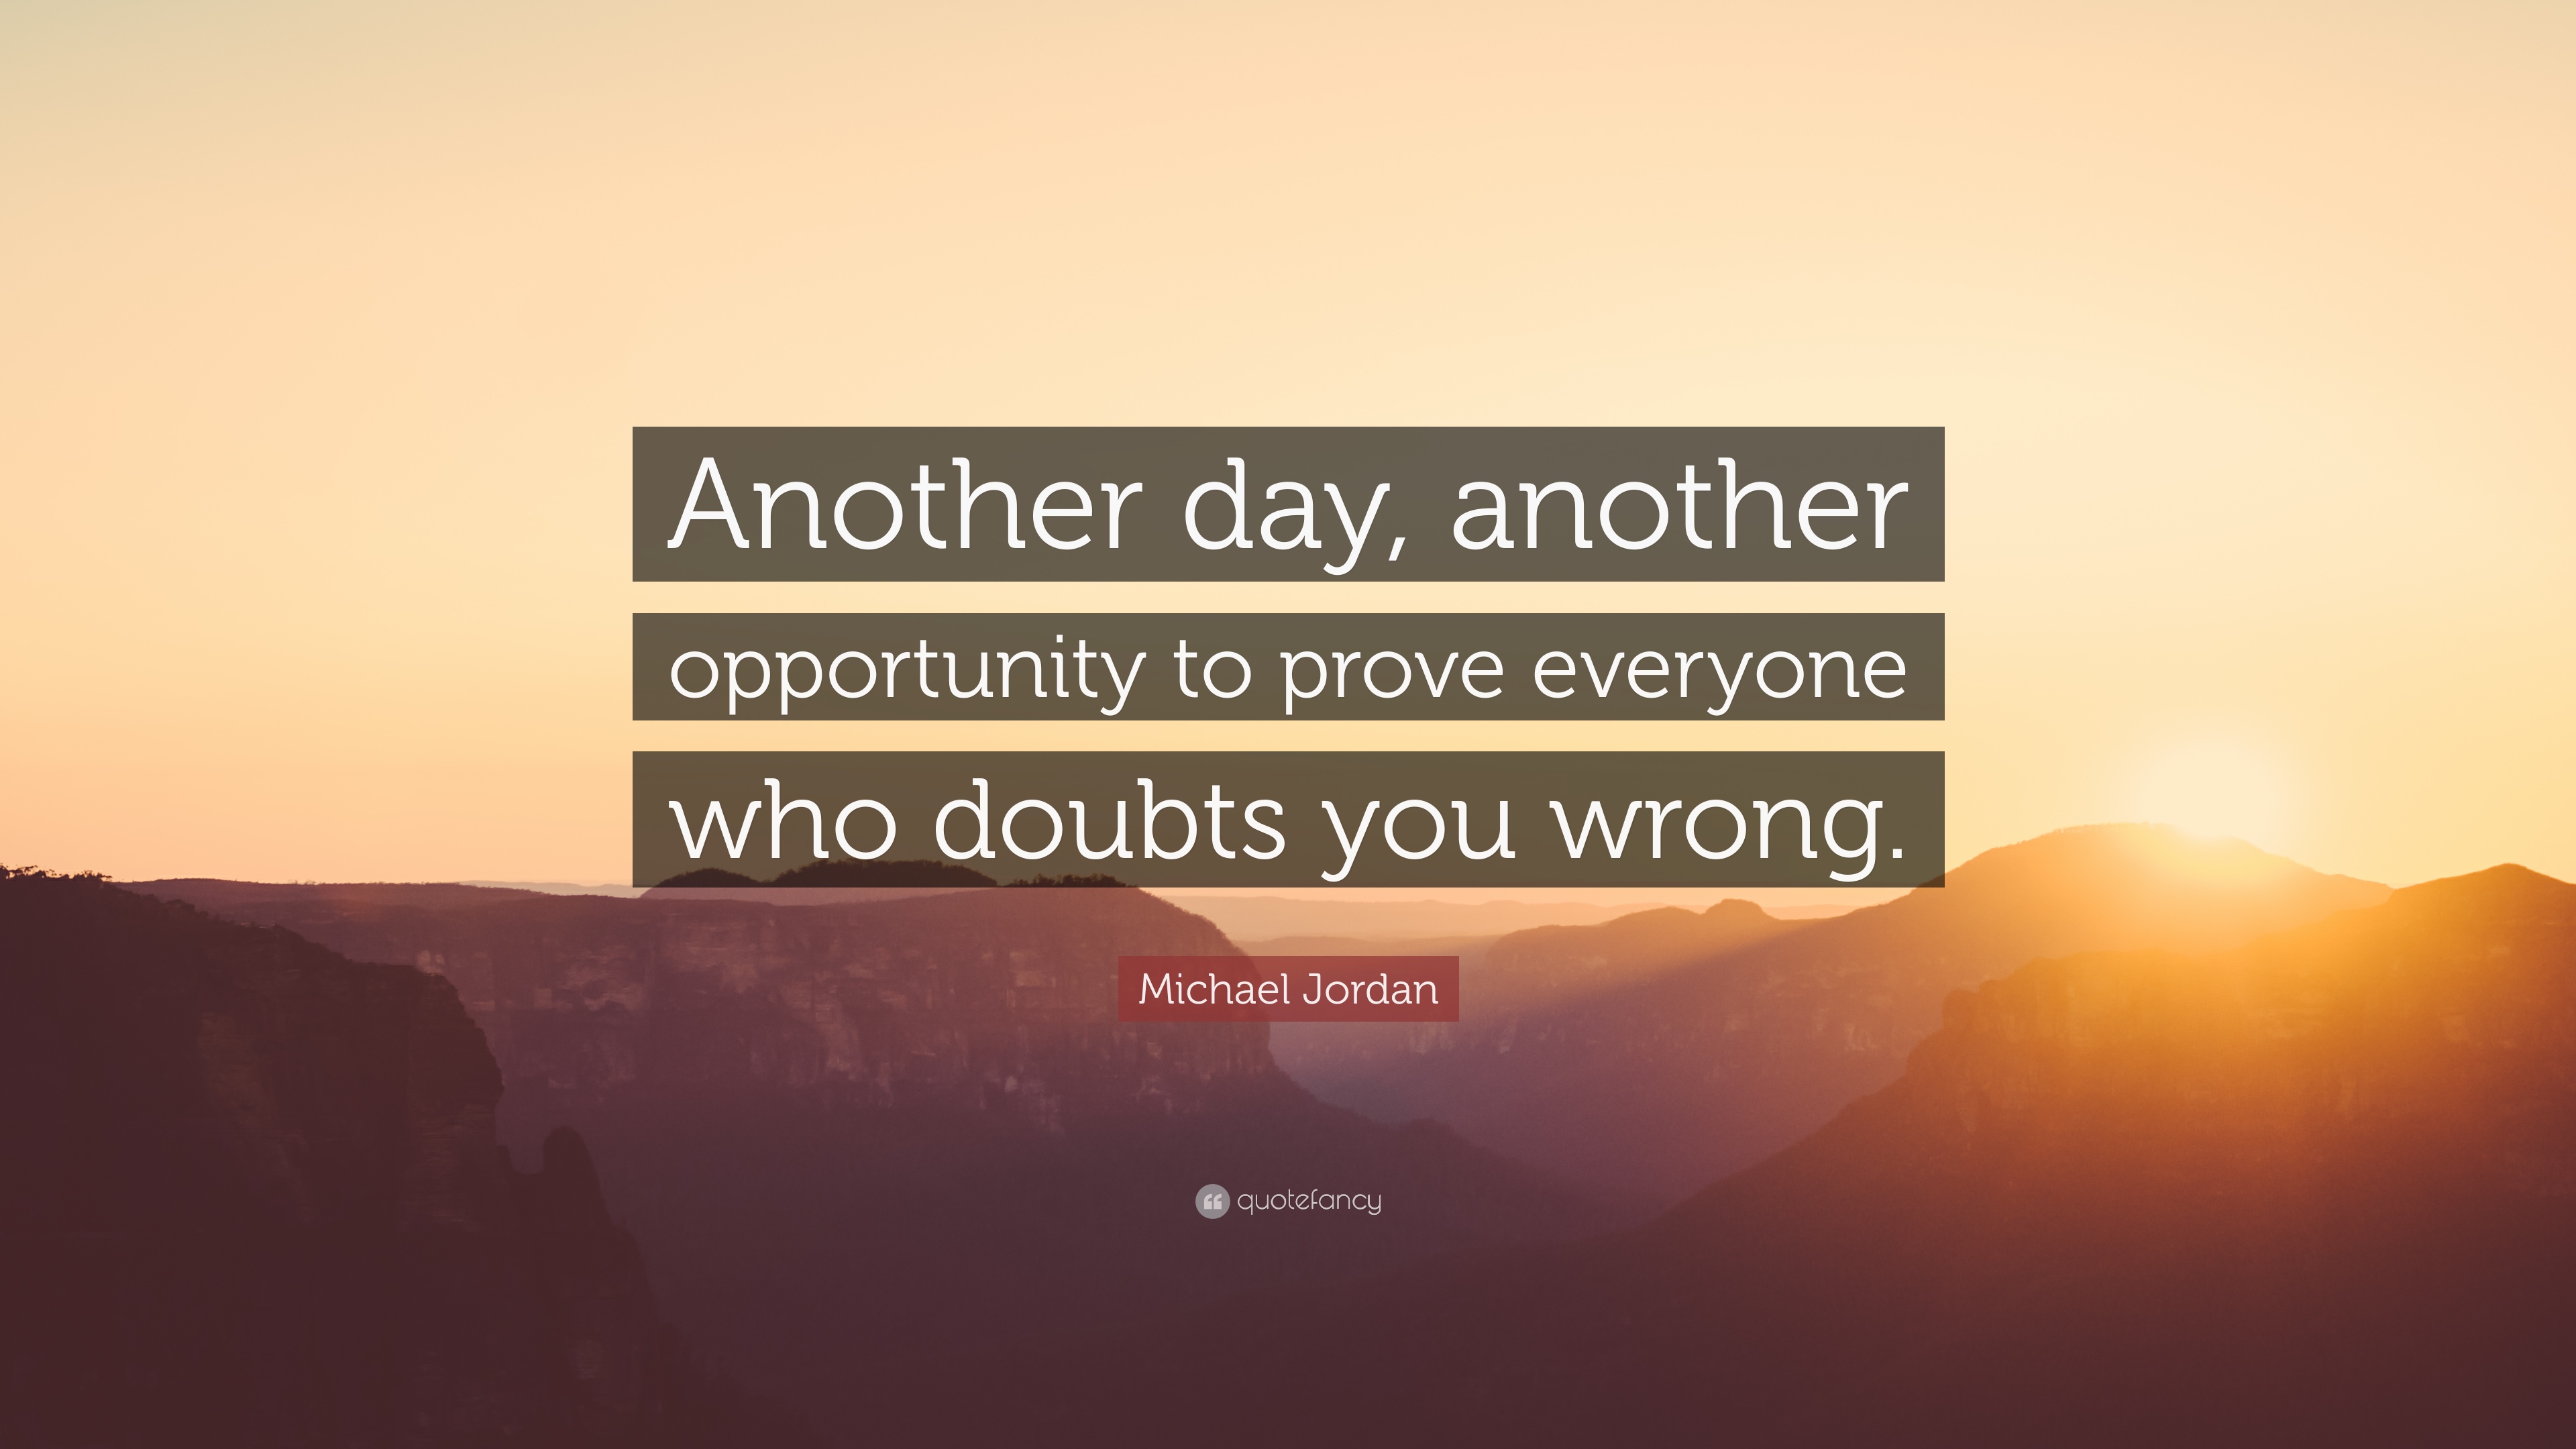 Another day, another
opportunity to prove everyone
who doubts you wrong.
Michael Jordan
quotefancy